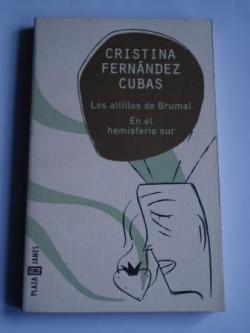 CRISTINA
FERNÁNDEZ
CUBAS
Los altillos de Brumal
En el
hemisferio sur
PLAZA JANÉS